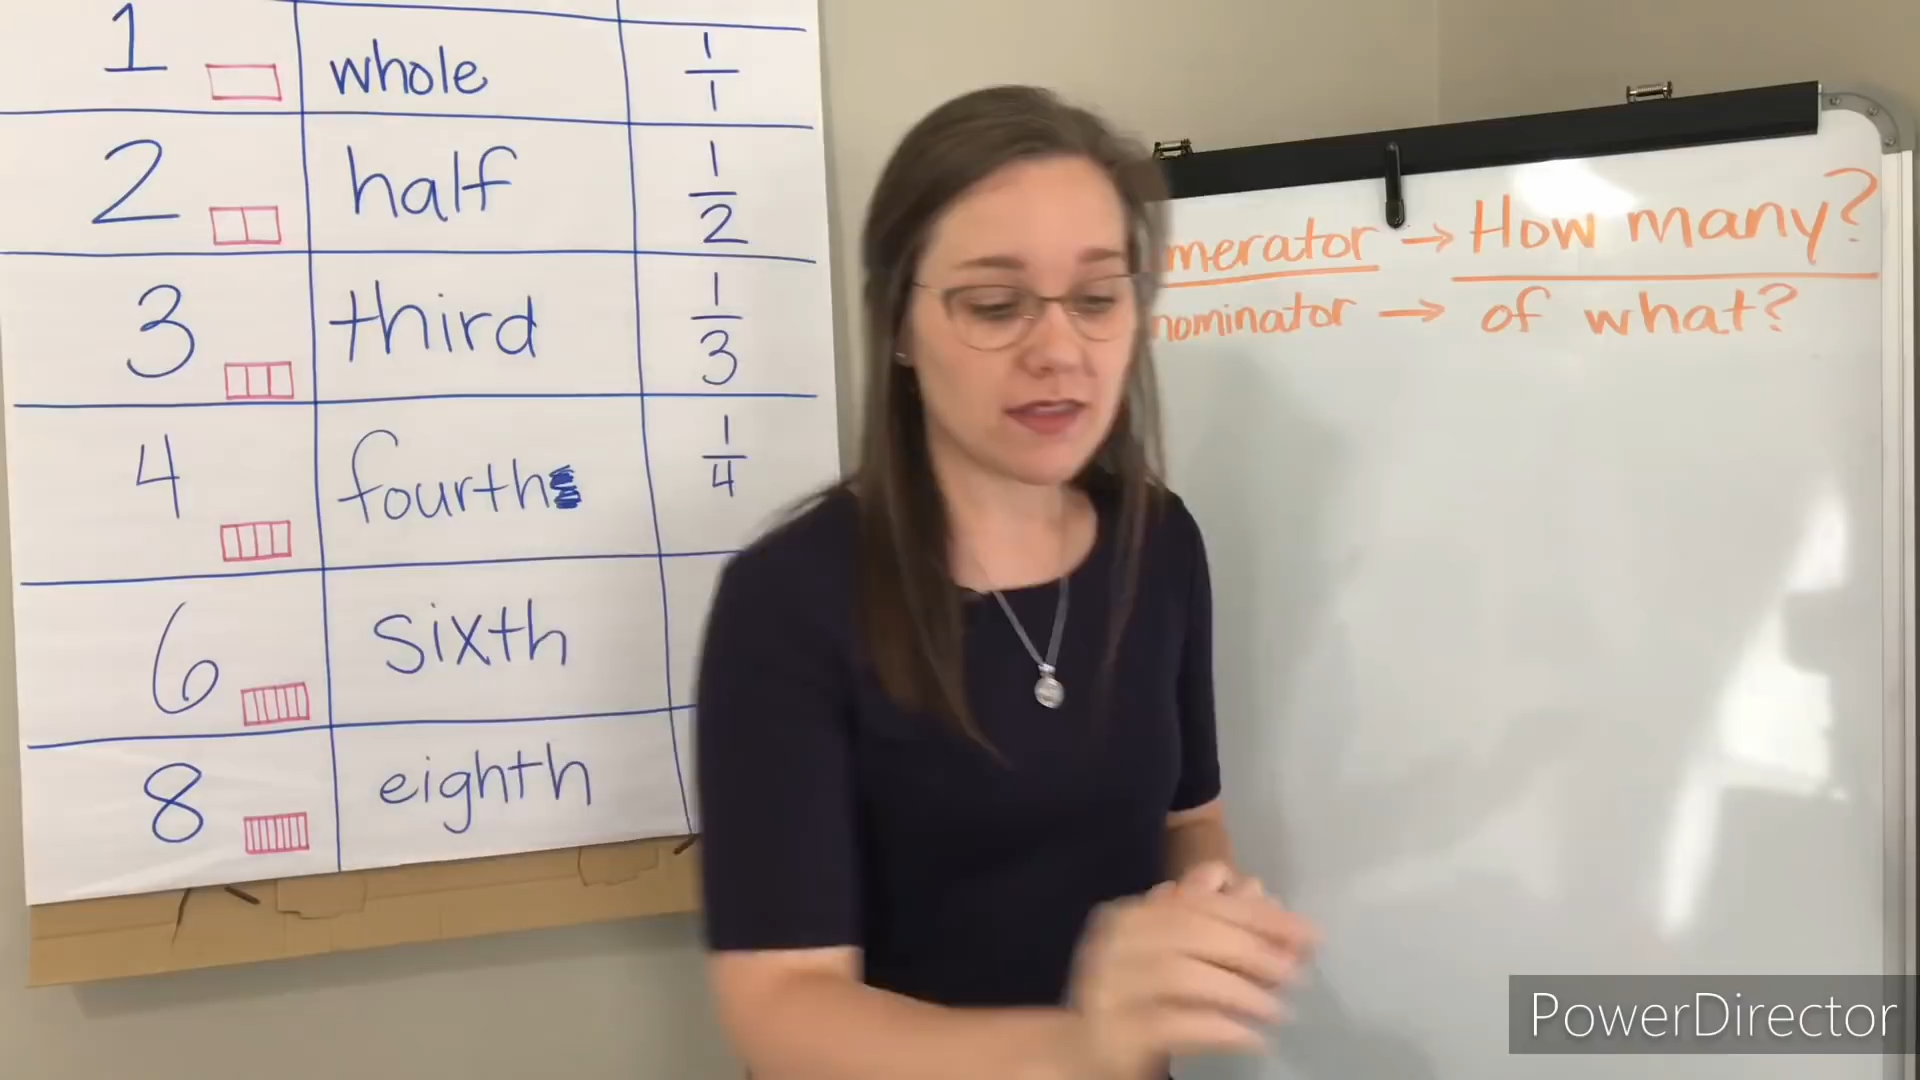 1 whole 1/1
2 half 1/2
3 third 1/3
4 fourth 1/4
6 sixth
8 eighth
merator → How many?
nominator → of what?
PowerDirector